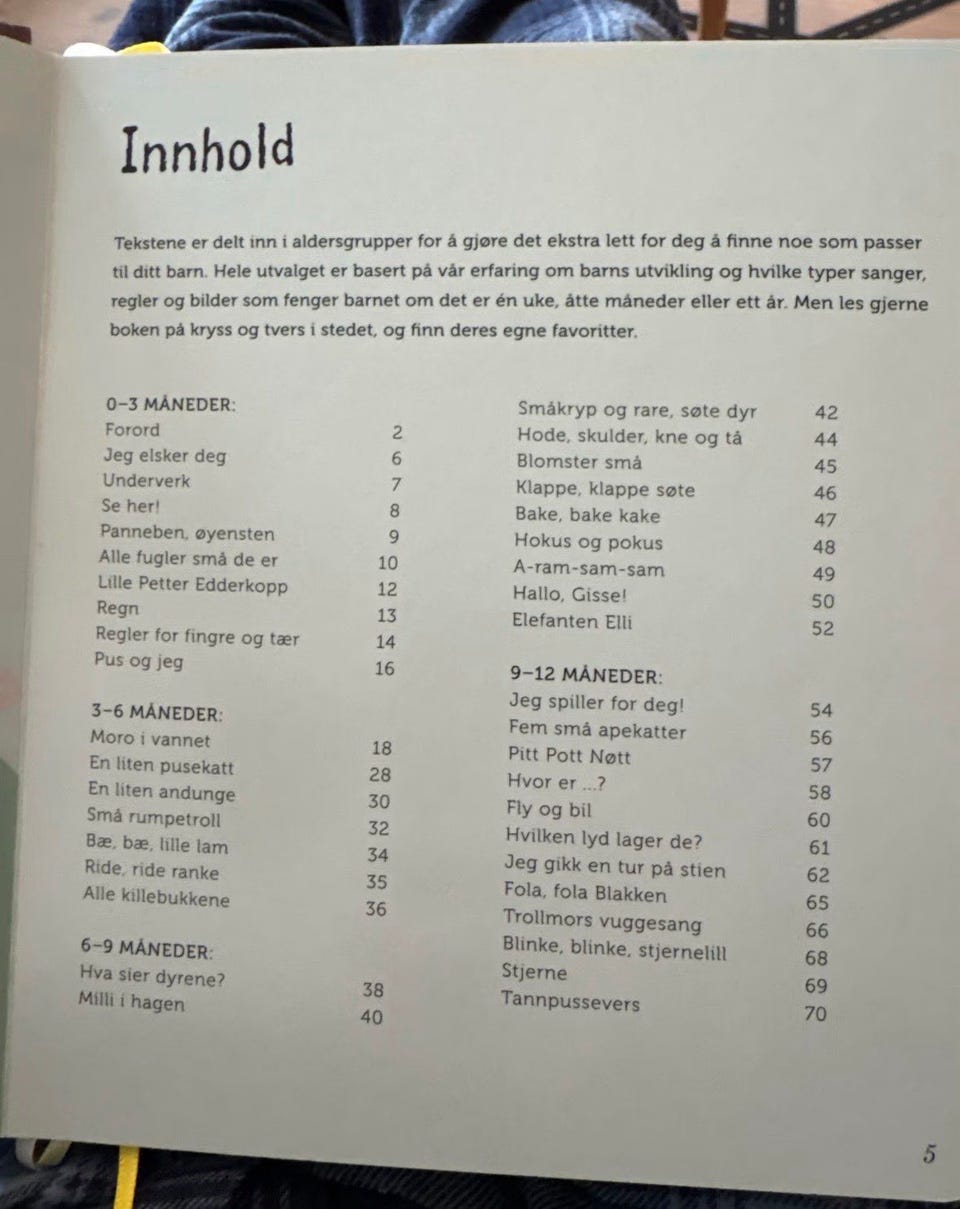 Innhold
Tekstene er delt inn i aldersgrupper for å gjøre det ekstra lett for deg å finne noe som passer
til ditt barn. Hele utvalget er basert på vår erfaring om barns utvikling og hvilke typer sanger,
regler og bilder som fenger barnet om det er én uke, åtte måneder eller ett år. Men les gjerne
boken på kryss og tvers i stedet, og finn deres egne favoritter.
0–3 MÅNEDER:
Forord 2
Jeg elsker deg 6
Underverk 7
Se her! 8
Panneben, øyensten 9
Alle fugler små de er 10
Lille Petter Edderkopp 12
Regn 13
Regler for fingre og tær 14
Pus og jeg 16
3–6 MÅNEDER:
Moro i vannet 18
En liten pusekatt 28
En liten andunge 30
Små rumpetroll 32
Bæ, bæ, lille lam 34
Ride, ride ranke 35
Alle killebukkene 36
6–9 MÅNEDER:
Hva sier dyrene? 38
Milli i hagen 40
Småkryp og rare, søte dyr 42
Hode, skulder, kne og tå 44
Blomster små 45
Klappe, klappe søte 46
Bake, bake kake 47
Hokus og pokus 48
A-ram-sam-sam 49
Hallo, Gisse! 50
Elefanten Elli 52
9–12 MÅNEDER:
Jeg spiller for deg! 54
Fem små apekatter 56
Pitt Pott Nøtt 57
Hvor er ...? 58
Fly og bil 60
Hvilken lyd lager de? 61
Jeg gikk en tur på stien 62
Fola, fola Blakken 65
Trollmors vuggesang 66
Blinke, blinke, stjernelill 68
Stjerne 69
Tannpussevers 70
5